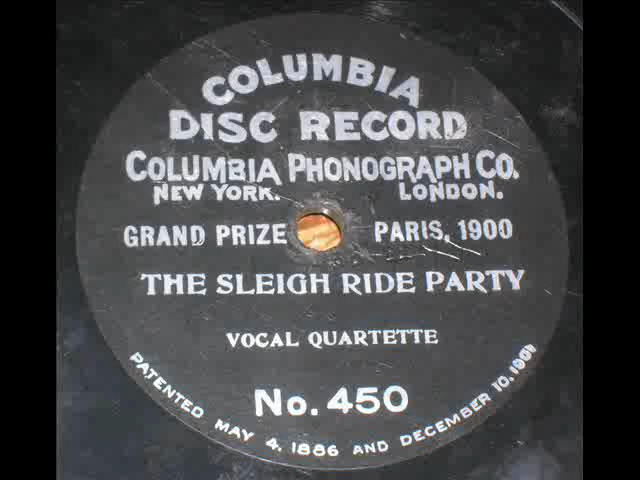 COLUMBIA
DISC RECORD
COLUMBIA PHONOGRAPH CO.
NEW YORK. LONDON.
GRAND PRIZE PARIS, 1900
THE SLEIGH RIDE PARTY
VOCAL QUARTETTE
No. 450
PATENTED MAY 4, 1886 AND DECEMBER 10, 1901